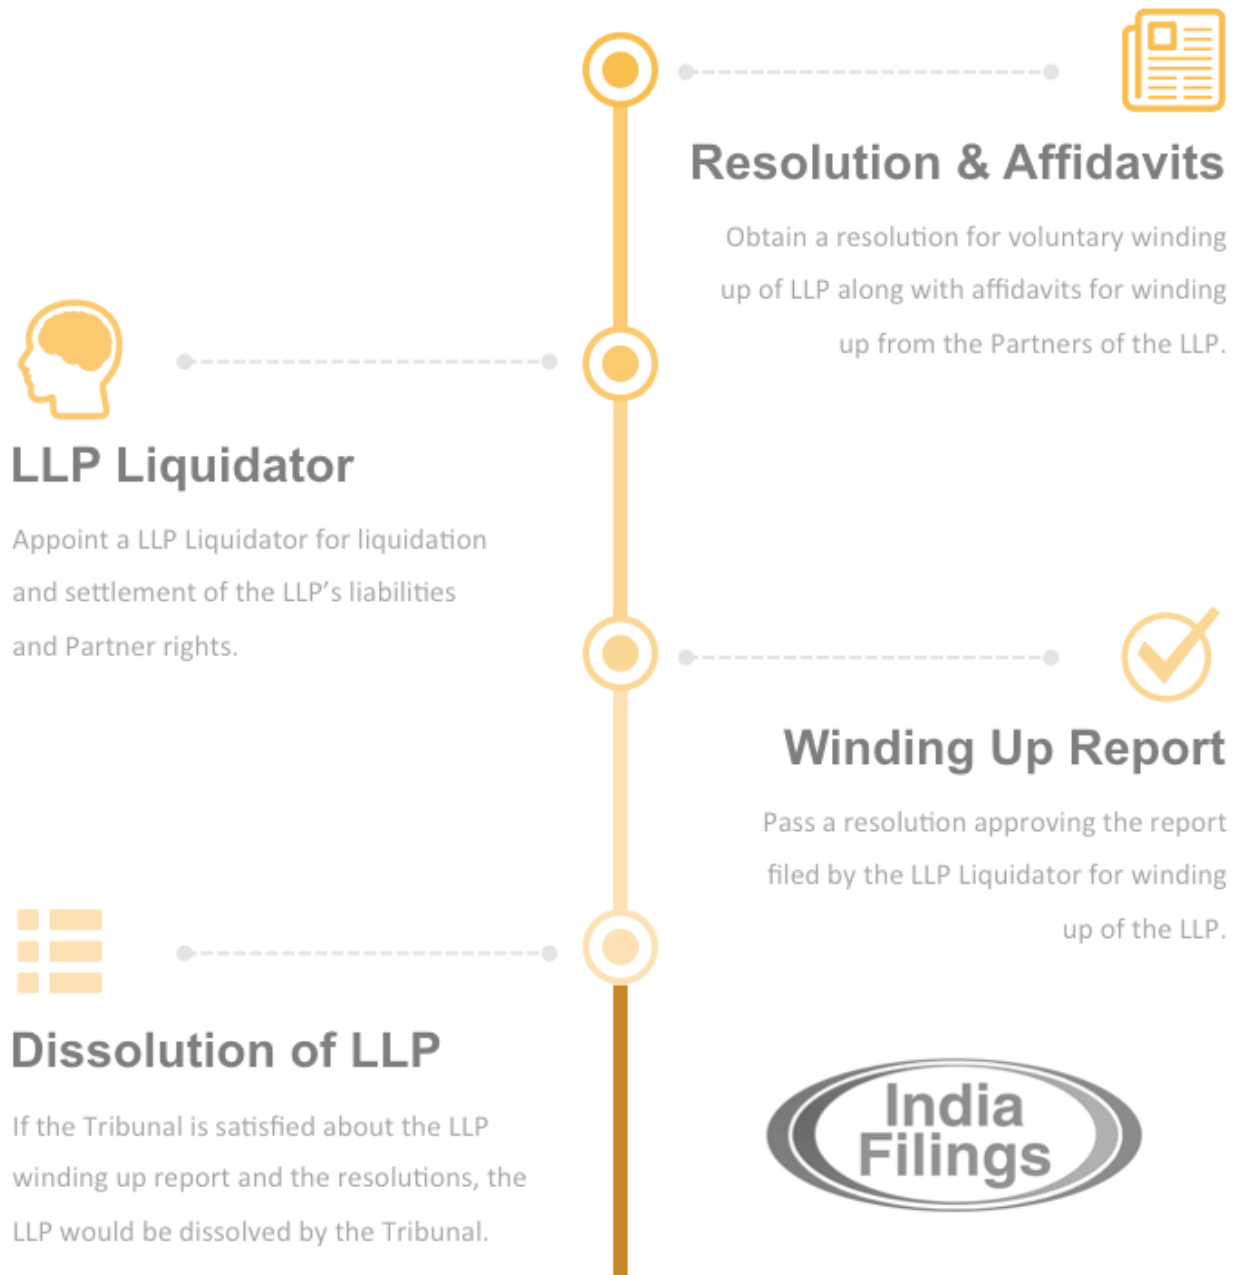 Resolution & Affidavits
Obtain a resolution for voluntary winding
up of LLP along with affidavits for winding
up from the Partners of the LLP.
LLP Liquidator
Appoint a LLP Liquidator for liquidation
and settlement of the LLP’s liabilities
and Partner rights.
Winding Up Report
Pass a resolution approving the report
filed by the LLP Liquidator for winding
up of the LLP.
Dissolution of LLP
If the Tribunal is satisfied about the LLP
winding up report and the resolutions, the
LLP would be dissolved by the Tribunal.
India
Filings